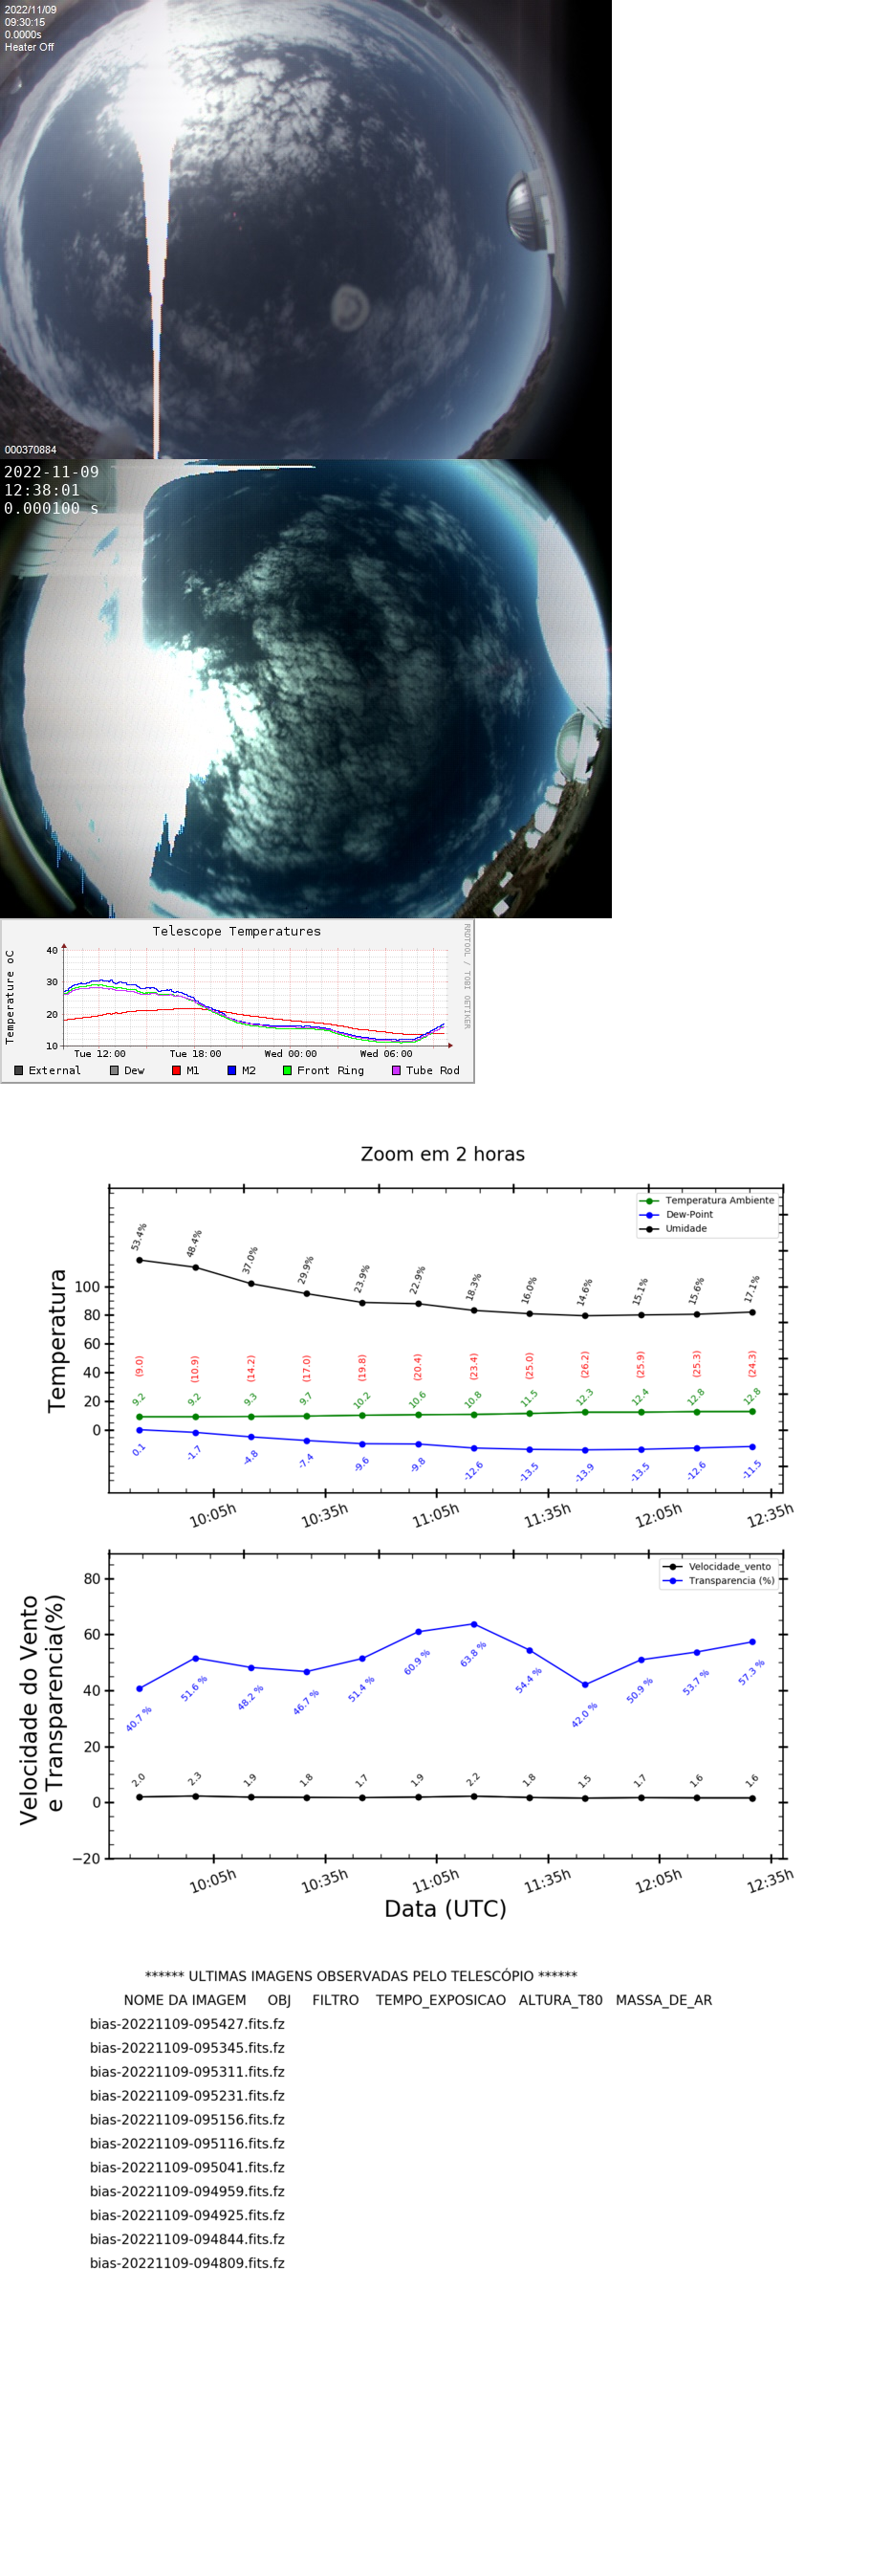 2022/11/09
09:30:15
0.0000s
Heater Off
000370884
2022-11-09
12:38:01
0.000100 s
Telescope Temperatures
RRDTOOL / TOBI OETIKER
Temperature oC
40
30
20
10
Tue 12:00 Tue 18:00 Wed 00:00 Wed 06:00
External Dew M1 M2 Front Ring Tube Rod
Zoom em 2 horas
Temperatura Ambiente
Dew-Point
Umidade
Temperatura
100
80
60
40
20
0
53.4% 48.4% 37.0% 29.9% 23.9% 22.9% 18.3% 16.0% 14.6% 15.1% 15.6% 17.1%
(9.0) (10.9) (14.2) (17.0) (19.8) (20.4) (23.4) (25.0) (26.2) (25.9) (25.3) (24.3)
9.2 9.2 9.3 9.7 10.2 10.6 10.8 11.5 12.3 12.4 12.8 12.8
0.1 -1.7 -4.8 -7.4 -9.6 -9.8 -12.6 -13.5 -13.9 -13.5 -12.6 -11.5
10:05h 10:35h 11:05h 11:35h 12:05h 12:35h
Velocidade_vento
Transparencia (%)
Velocidade do Vento
e Transparencia(%)
80
60
40
20
0
−20
40.7 % 51.6 % 48.2 % 46.7 % 51.4 % 60.9 % 63.8 % 54.4 % 42.0 % 50.9 % 53.7 % 57.3 %
2.0 2.3 1.9 1.8 1.7 1.9 2.2 1.8 1.5 1.7 1.6 1.6
10:05h 10:35h 11:05h 11:35h 12:05h 12:35h
Data (UTC)
****** ULTIMAS IMAGENS OBSERVADAS PELO TELESCÓPIO ******
NOME DA IMAGEM OBJ FILTRO TEMPO_EXPOSICAO ALTURA_T80 MASSA_DE_AR
bias-20221109-095427.fits.fz
bias-20221109-095345.fits.fz
bias-20221109-095311.fits.fz
bias-20221109-095231.fits.fz
bias-20221109-095156.fits.fz
bias-20221109-095116.fits.fz
bias-20221109-095041.fits.fz
bias-20221109-094959.fits.fz
bias-20221109-094925.fits.fz
bias-20221109-094844.fits.fz
bias-20221109-094809.fits.fz